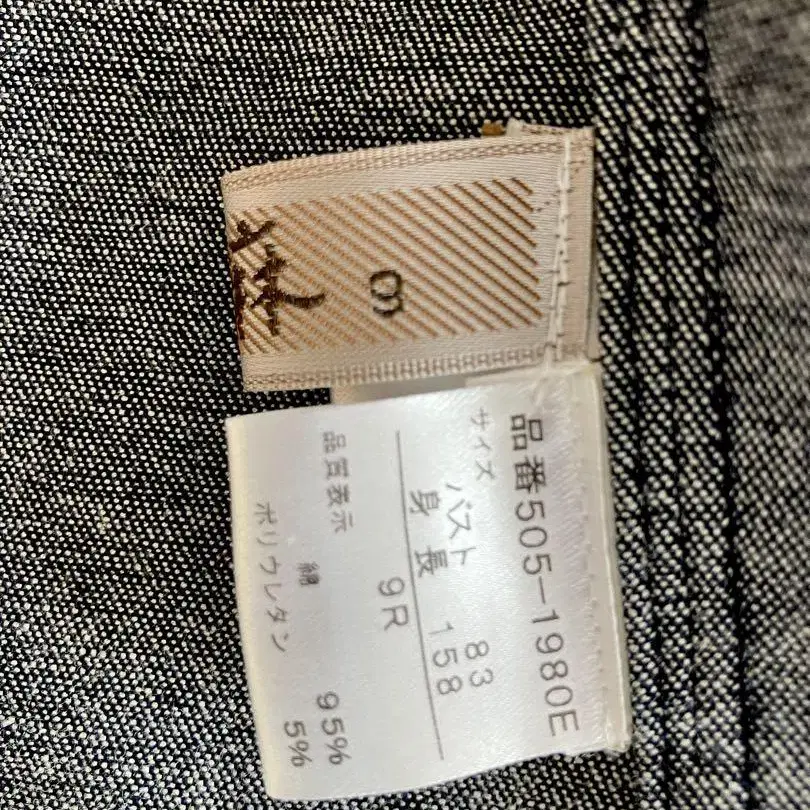 3
品番505-1980E
サイズ
バスト 83
身長 158
9R
品質表示
綿 95%
ポリウレタン 5%